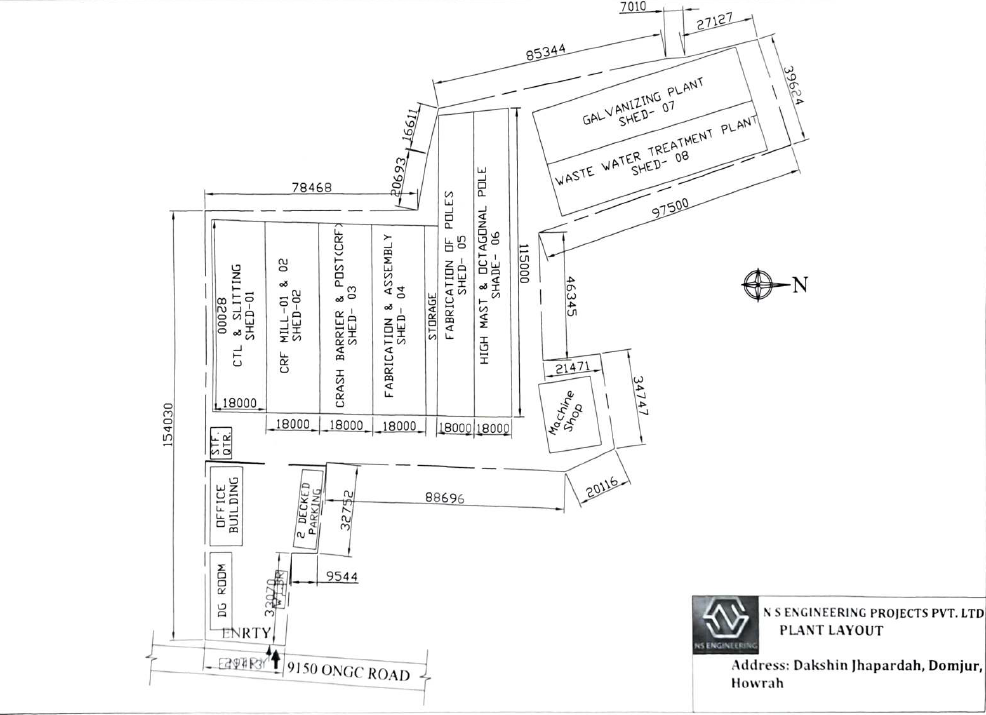 7010
27127
85344
39624
GALVANIZING PLANT
SHED- 07
WASTE WATER TREATMENT PLANT
SHED- 08
16611
20693
78468
97500
CTL & SLITTING
SHED-01
82000
CRF MILL-01 & 02
SHED-02
CRASH BARRIER & POST(CRF)
SHED- 03
FABRICATION & ASSEMBLY
SHED- 04
STORAGE
FABRICATION OF POLES
SHED- 05
HIGH MAST & OCTAGONAL POLE
SHADE- 06
115000
46345
N
21471
34747
Machine
Shop
18000
18000
18000
18000
18000
18000
154030
STF.
QTR.
20116
88696
OFFICE
BUILDING
2 DECKED
PARKING
32752
9544
DG ROOM
33070
ENRTY
9150 ONGC ROAD
N S ENGINEERING PROJECTS PVT. LTD
PLANT LAYOUT
NS ENGINEERING
Address: Dakshin Jhapardah, Domjur,
Howrah